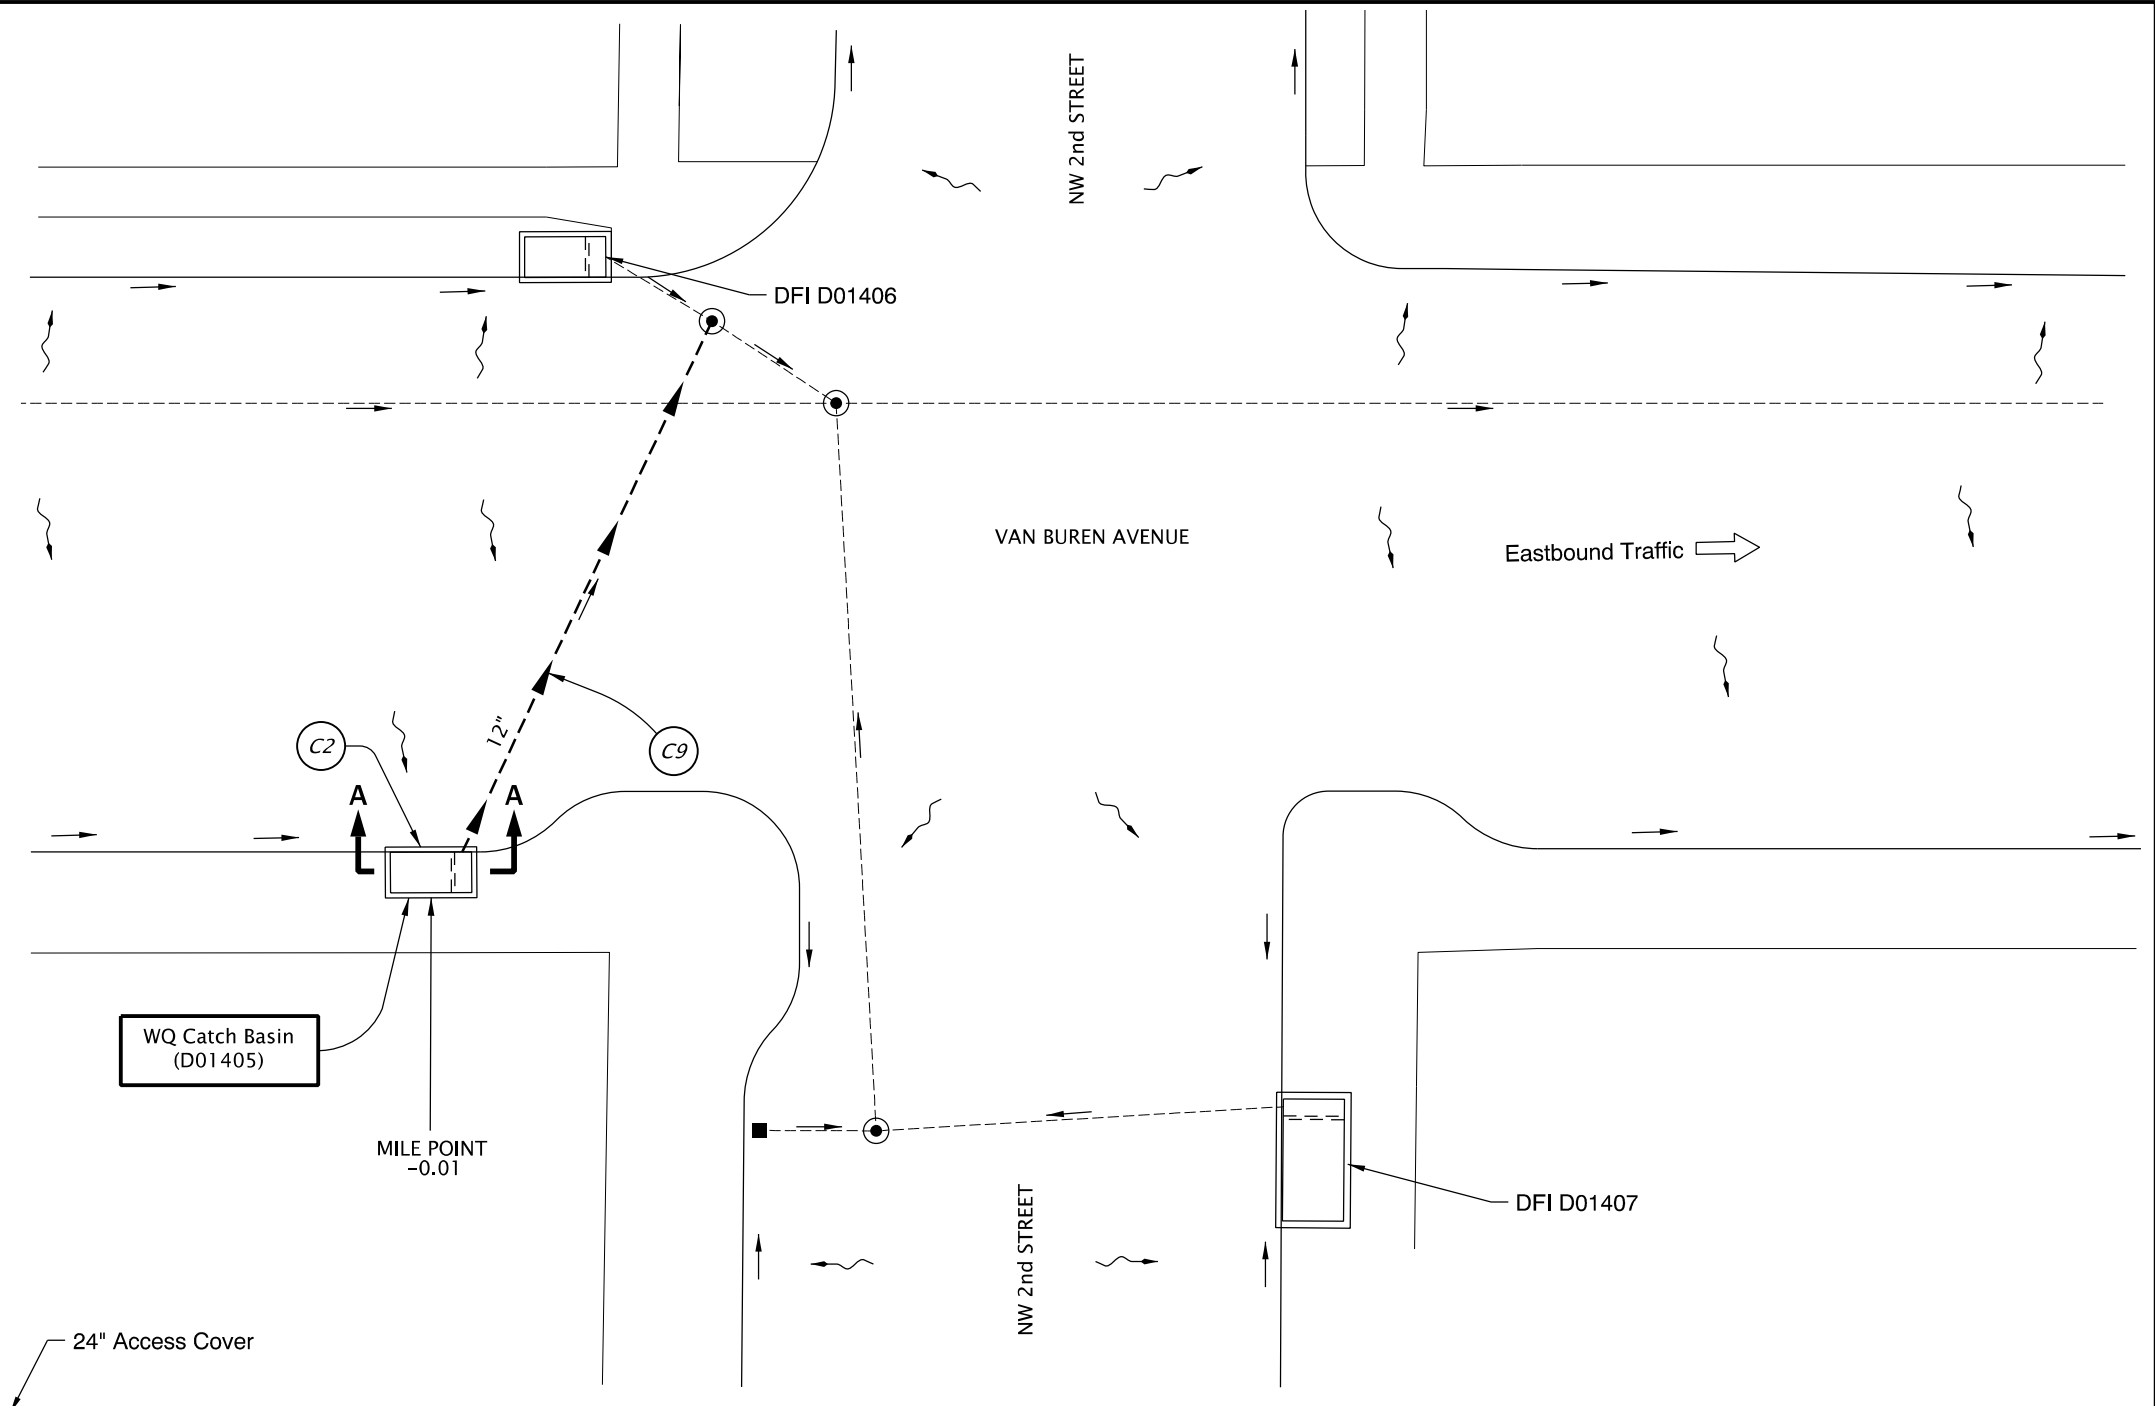 NW 2nd STREET
DFI D01406
VAN BUREN AVENUE
Eastbound Traffic
12"
C2
C9
A
A
WQ Catch Basin
(D01405)
MILE POINT
-0.01
DFI D01407
NW 2nd STREET
24" Access Cover